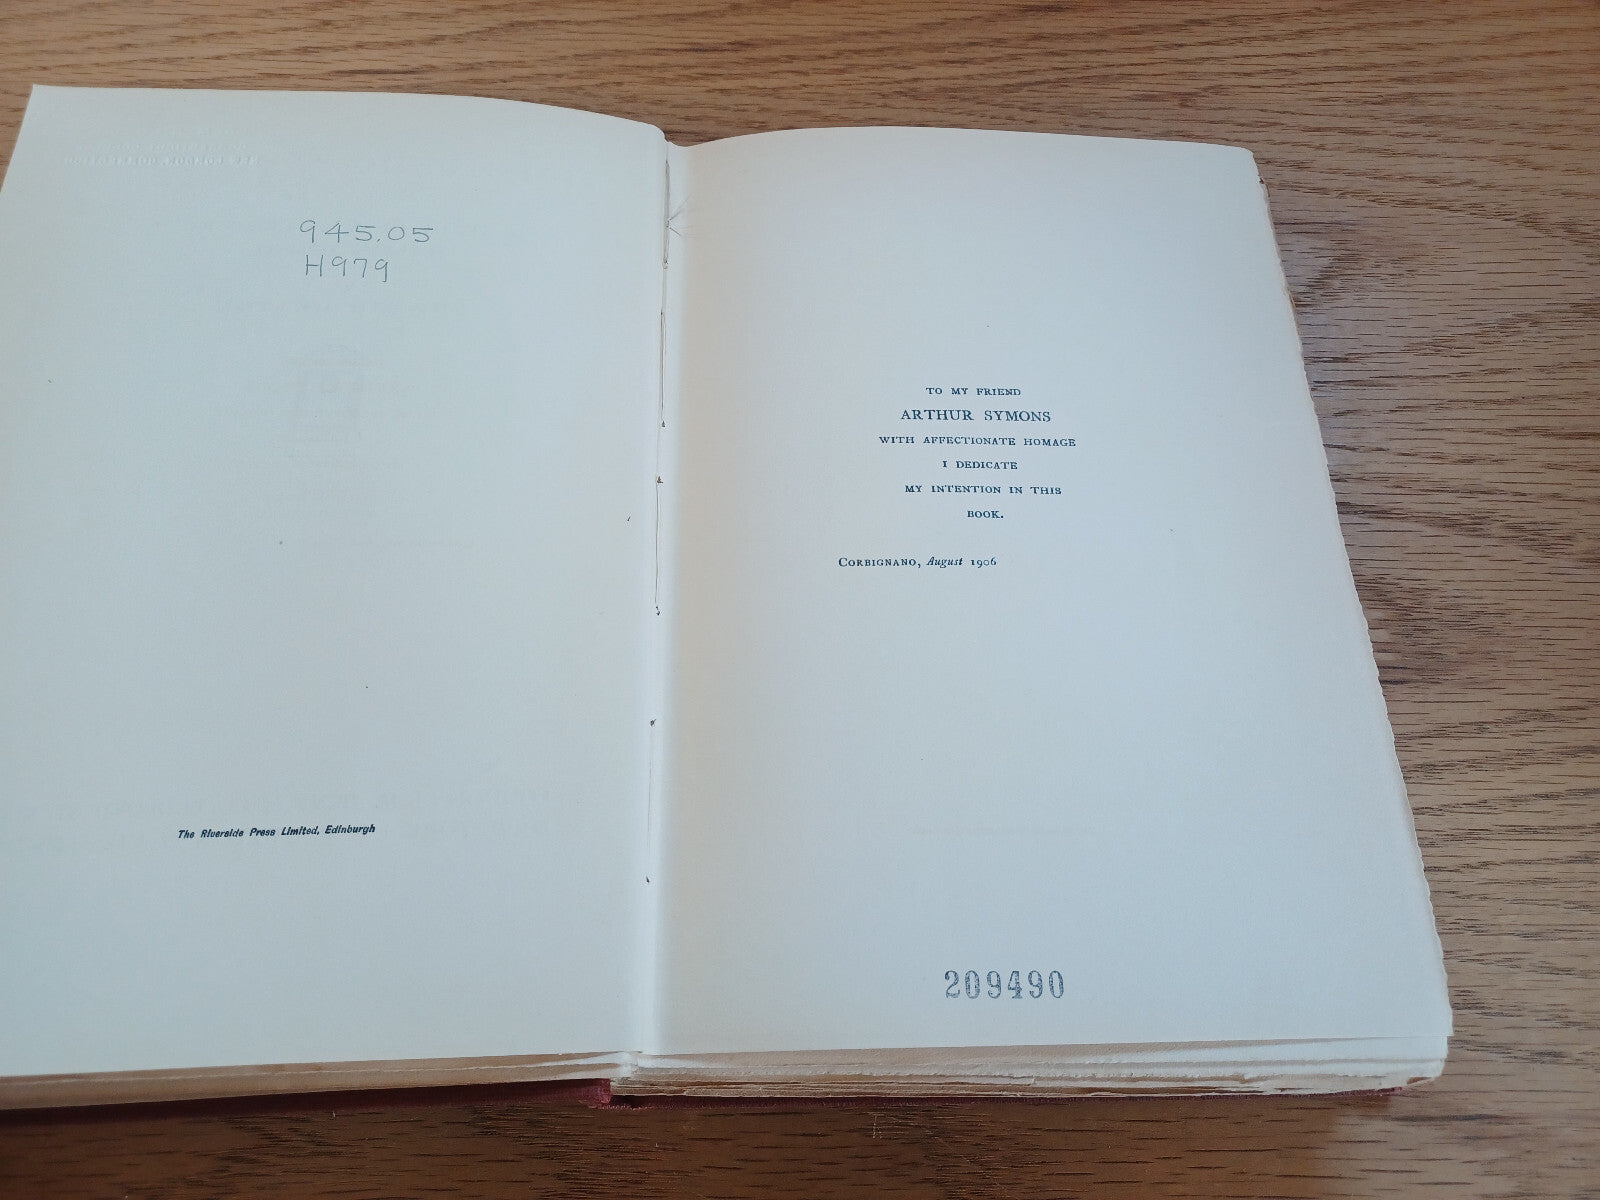 945.05
H979
The Riverside Press Limited, Edinburgh
TO MY FRIEND
ARTHUR SYMONS
WITH AFFECTIONATE HOMAGE
I DEDICATE
MY INTENTION IN THIS
BOOK.
CORBIGNANO, August 1906
209490